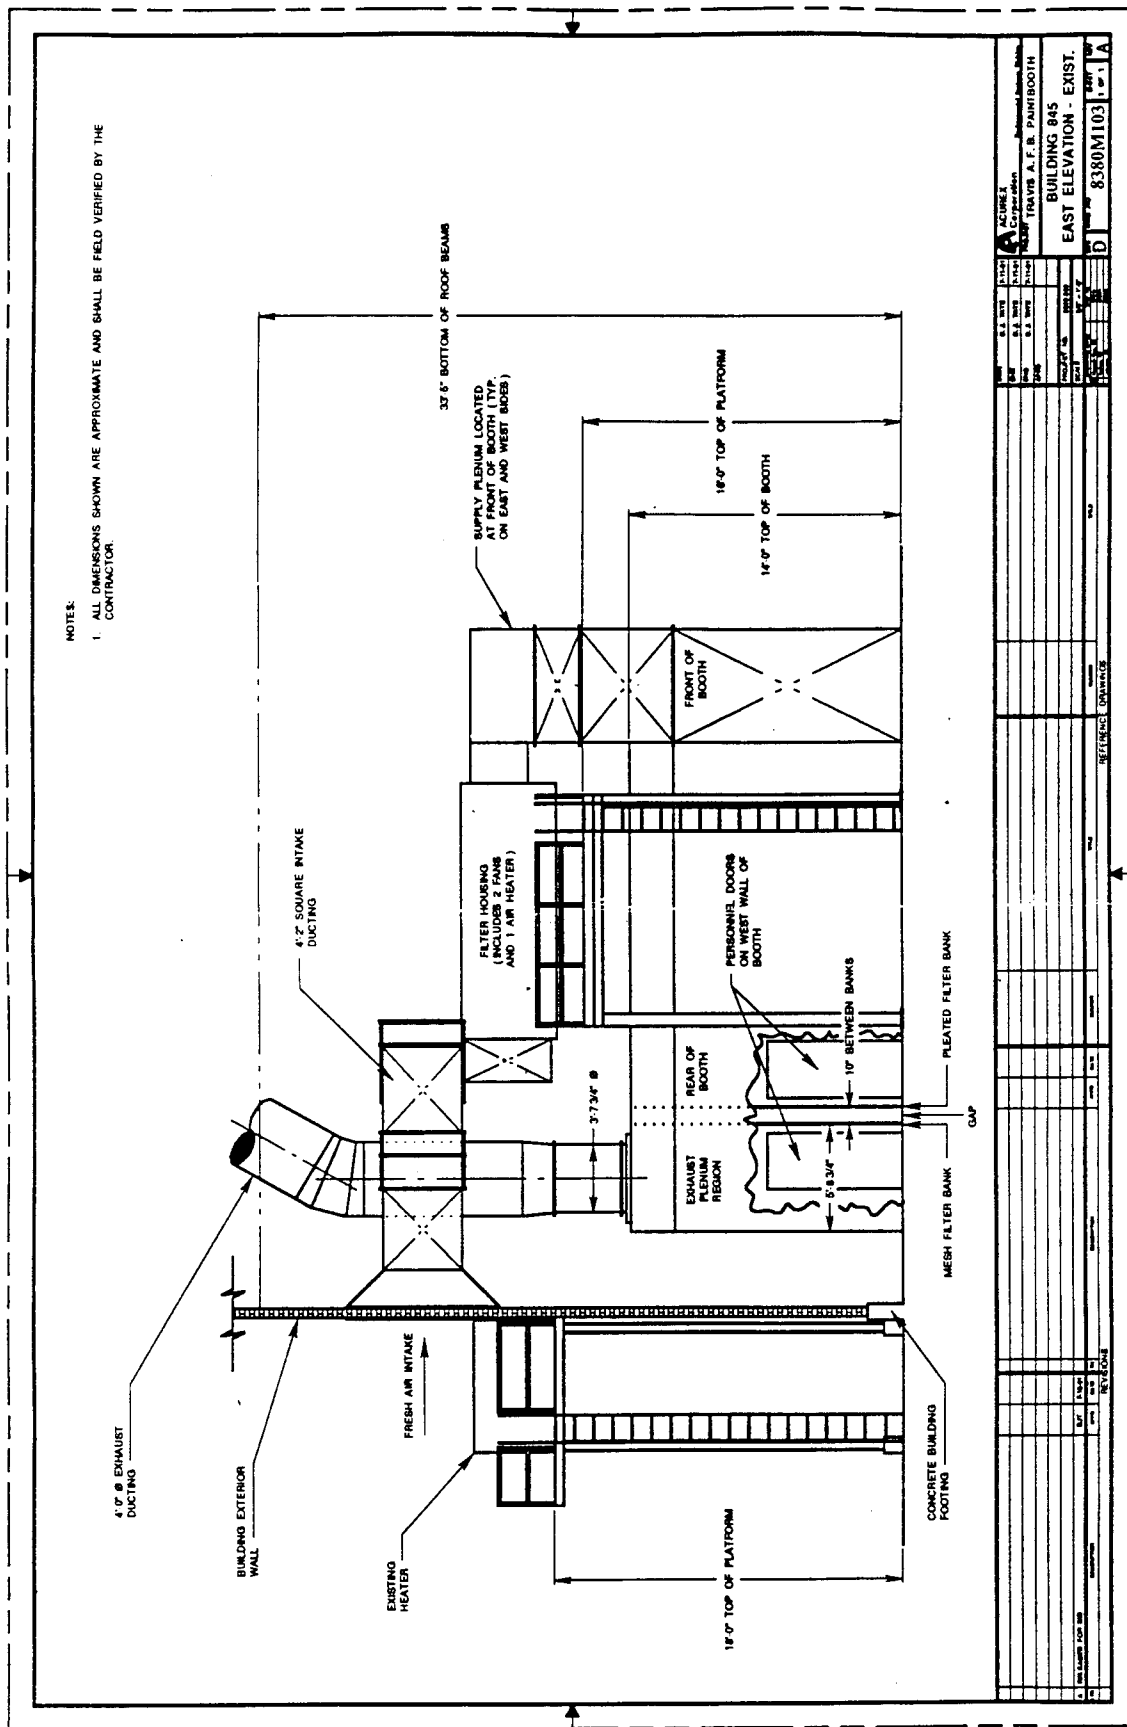 NOTES:
1. ALL DIMENSIONS SHOWN ARE APPROXIMATE AND SHALL BE FIELD VERIFIED BY THE
CONTRACTOR.
4'-0" Ø EXHAUST
DUCTING
BUILDING EXTERIOR
WALL
EXISTING
HEATER
FRESH AIR INTAKE
18'-0" TOP OF PLATFORM
CONCRETE BUILDING
FOOTING
4'-2" SQUARE INTAKE
DUCTING
3'-7 3/4" Ø
FILTER HOUSING
(INCLUDES 2 FANS
AND 1 AIR HEATER)
EXHAUST
PLENUM
REGION
REAR OF
BOOTH
5'-8 3/4"
PERSONNEL DOORS
ON WEST WALL OF
BOOTH
10" BETWEEN BANKS
MESH FILTER BANK
GAP
PLEATED FILTER BANK
33'-6" BOTTOM OF ROOF BEAMS
SUPPLY PLENUM LOCATED
AT FRONT OF BOOTH (TYP.
ON EAST AND WEST SIDES)
FRONT OF
BOOTH
16'-0" TOP OF PLATFORM
14'-0" TOP OF BOOTH
REVISIONS
REFERENCE DRAWINGS
ACUREX
Corporation
TRAVIS A. F. B. PAINTBOOTH
BUILDING 845
EAST ELEVATION - EXIST.
D
8380M103
1 OF 1
A